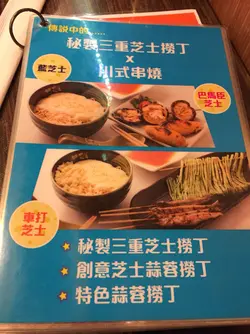 傳說中的......
秘製三重芝士撈丁
X
川式串燒
藍芝士
巴馬臣
芝士
車打
芝士
★ 秘製三重芝士撈丁
★ 創意芝士蒜蓉撈丁
★ 特色蒜蓉撈丁